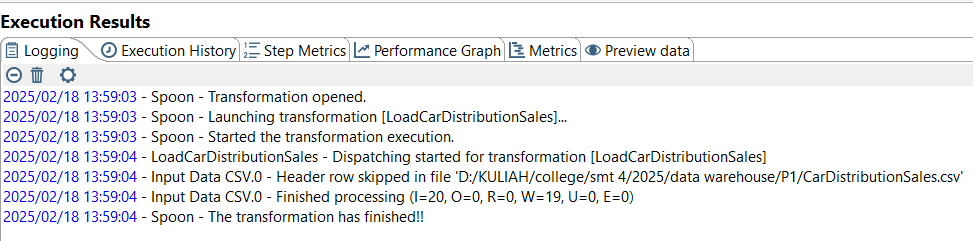 Execution Results
Logging Execution History Step Metrics Performance Graph Metrics Preview data
2025/02/18 13:59:03 - Spoon - Transformation opened.
2025/02/18 13:59:03 - Spoon - Launching transformation [LoadCarDistributionSales]...
2025/02/18 13:59:03 - Spoon - Started the transformation execution.
2025/02/18 13:59:04 - LoadCarDistributionSales - Dispatching started for transformation [LoadCarDistributionSales]
2025/02/18 13:59:04 - Input Data CSV.0 - Header row skipped in file 'D:/KULIAH/college/smt 4/2025/data warehouse/P1/CarDistributionSales.csv'
2025/02/18 13:59:04 - Input Data CSV.0 - Finished processing (I=20, O=0, R=0, W=19, U=0, E=0)
2025/02/18 13:59:04 - Spoon - The transformation has finished!!